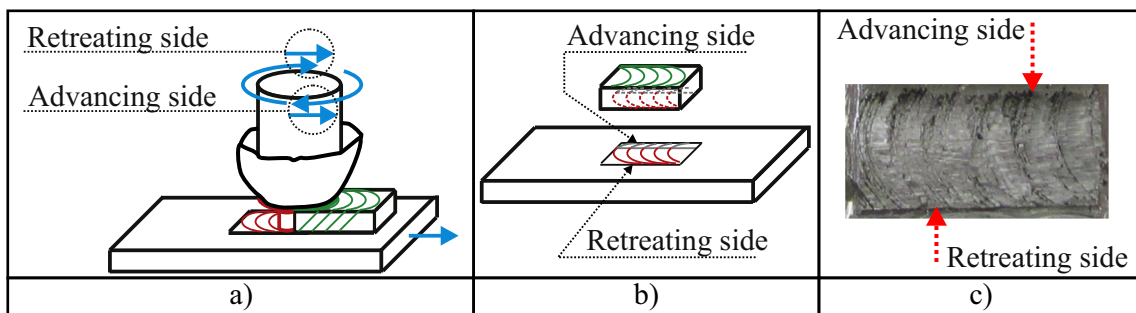 Retreating side
Advancing side
a)
Advancing side
Retreating side
b)
Advancing side
Retreating side
c)